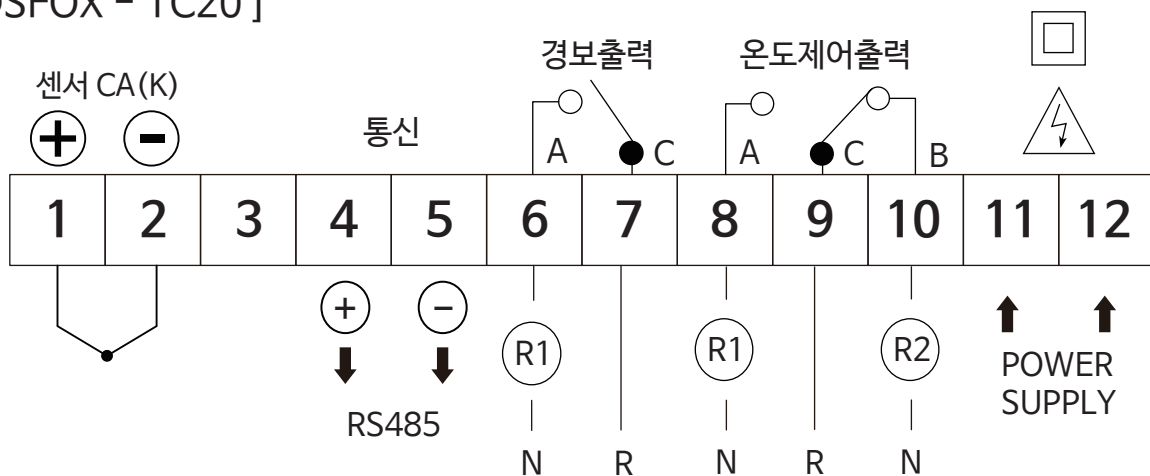 OSFOX - TC20 ]
경보출력 온도제어출력
센서 CA(K)
+ -
통신
A C A C B
1 2 3 4 5 6 7 8 9 10 11 12
+ -
R1 R1 R2
POWER
SUPPLY
RS485
N R N R N